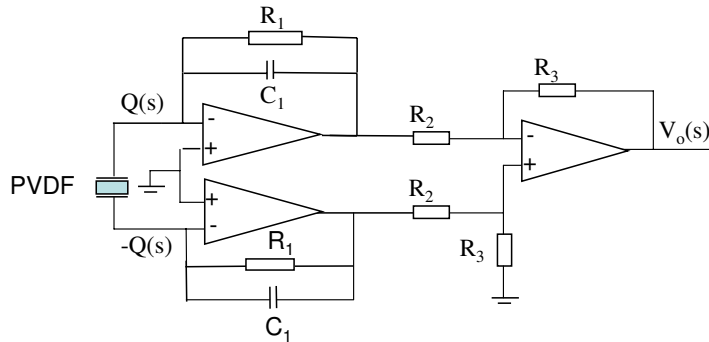 R₁
C₁
Q(s)
-
+
PVDF
+
-
-Q(s)
R₁
C₁
R₂
R₂
R₃
-
+
Vₒ(s)
R₃